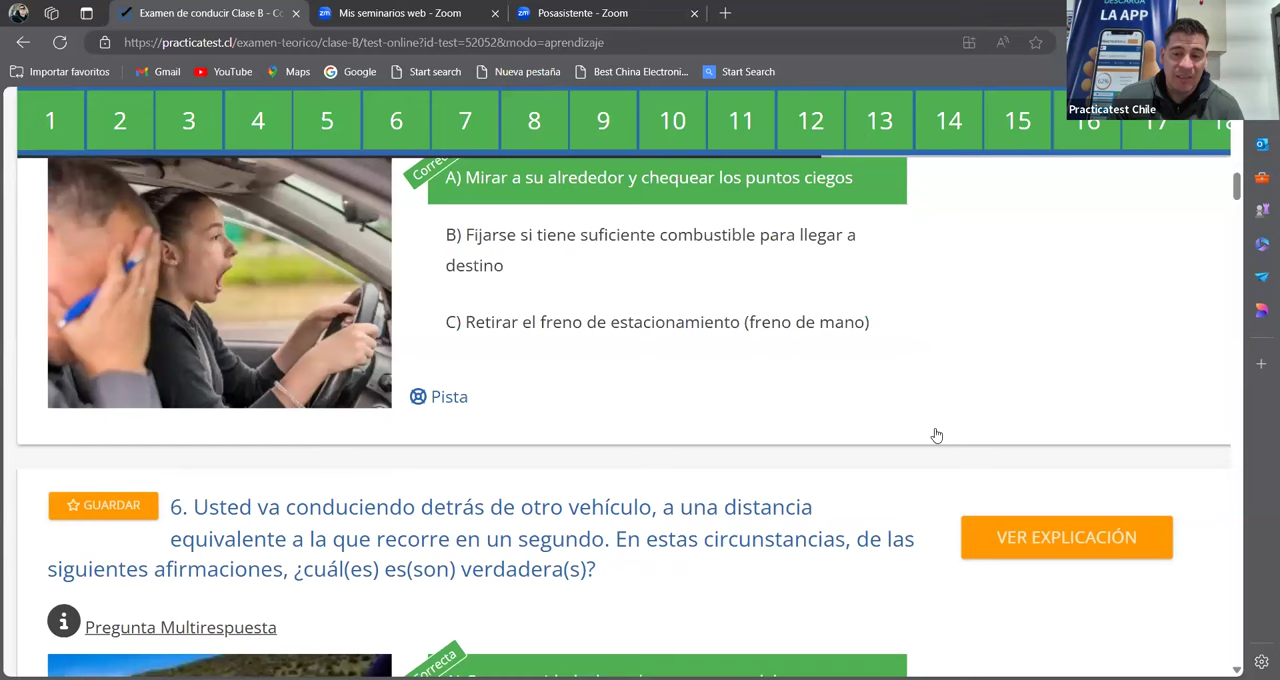 Examen de conducir Clase B - Co
Mis seminarios web - Zoom
Posasistente - Zoom
https://practicatest.cl/examen-teorico/clase-B/test-online?id-test=52052&modo=aprendizaje
Importar favoritos
Gmail
YouTube
Maps
Google
Start search
Nueva pestaña
Best China Electroni...
Start Search
DESCARGA
LA APP
62%
Practicatest Chile
1 2 3 4 5 6 7 8 9 10 11 12 13 14 15 16 17 18
Correc
A) Mirar a su alrededor y chequear los puntos ciegos
B) Fijarse si tiene suficiente combustible para llegar a
destino
C) Retirar el freno de estacionamiento (freno de mano)
Pista
GUARDAR
6. Usted va conduciendo detrás de otro vehículo, a una distancia
equivalente a la que recorre en un segundo. En estas circunstancias, de las
siguientes afirmaciones, ¿cuál(es) es(son) verdadera(s)?
VER EXPLICACIÓN
Pregunta Multirespuesta
Correcta